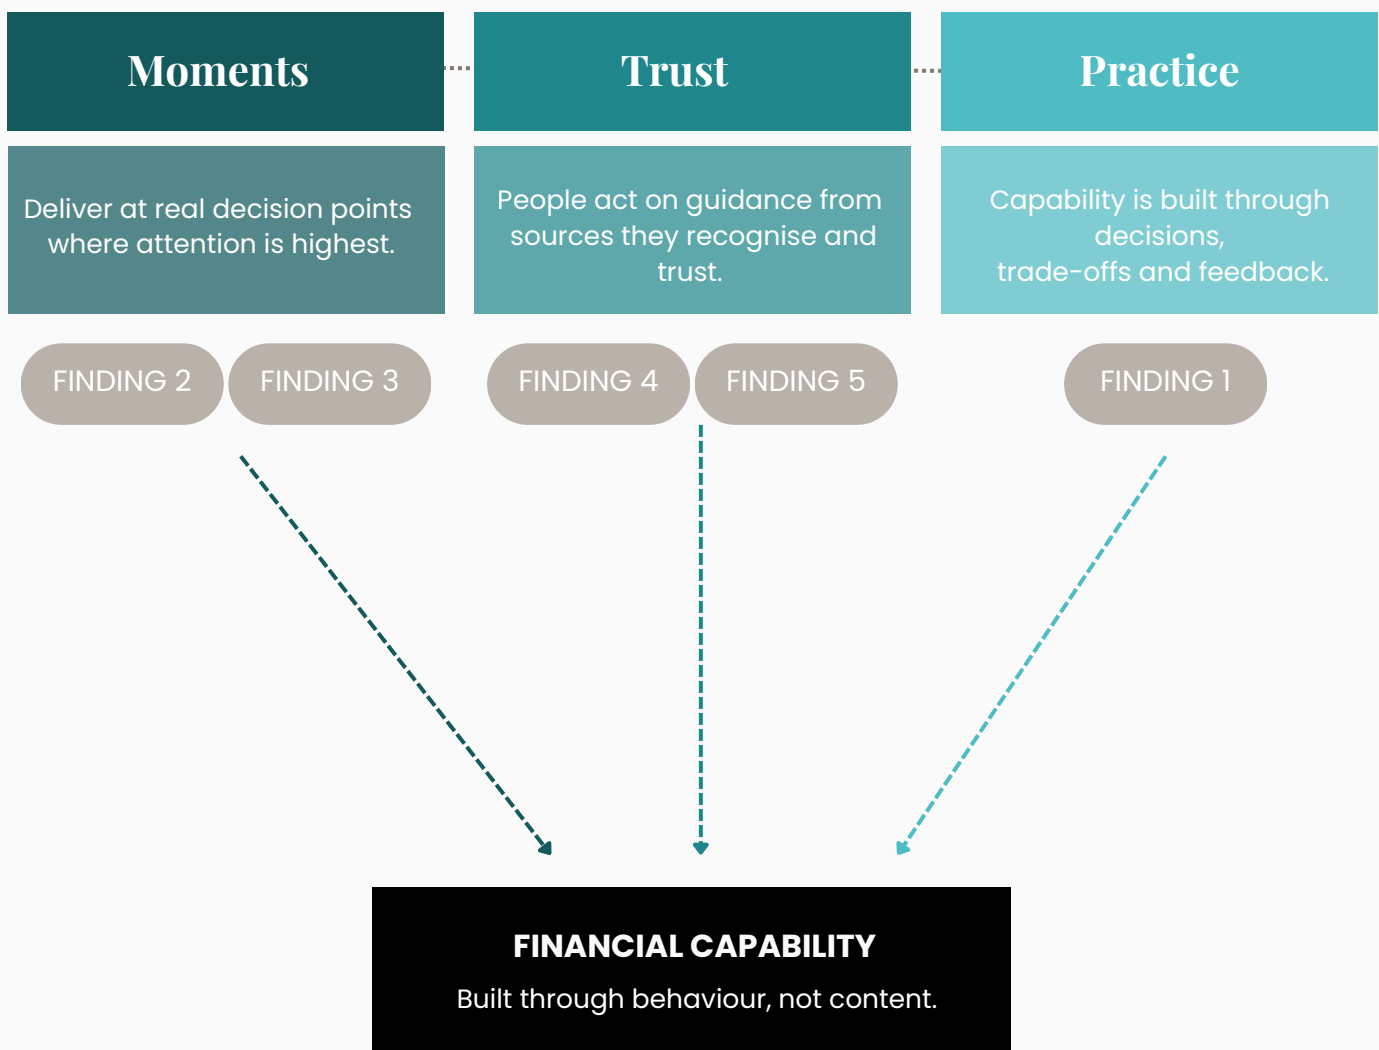 Moments
Trust
Practice
Deliver at real decision points
where attention is highest.
People act on guidance from
sources they recognise and
trust.
Capability is built through
decisions,
trade-offs and feedback.
FINDING 2
FINDING 3
FINDING 4
FINDING 5
FINDING 1
FINANCIAL CAPABILITY
Built through behaviour, not content.